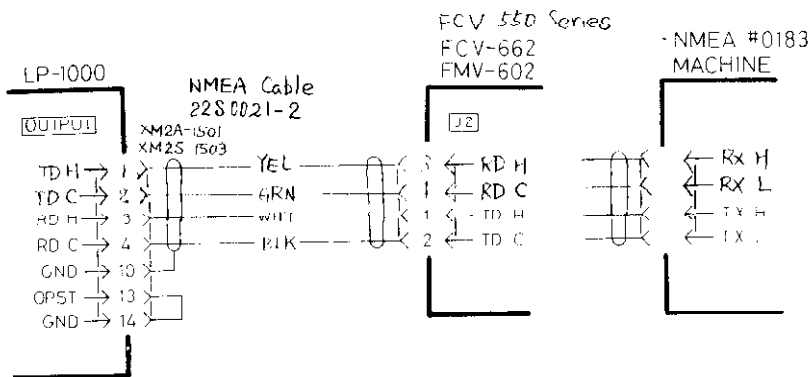 FCV 550 Series
FCV-662
FMV-602
NMEA #0183
MACHINE
LP-1000
NMEA Cable
22S0021-2
OUTPUT
XM2A-1501
XM2S 1503
J2
TD H 1 YEL 3 RD H Rx H
TD C 2 GRN 4 RD C Rx L
RD H 3 WHT 1 TD H TX H
RD C 4 BLK 2 TD C TX
GND 10
OPST 13
GND 14